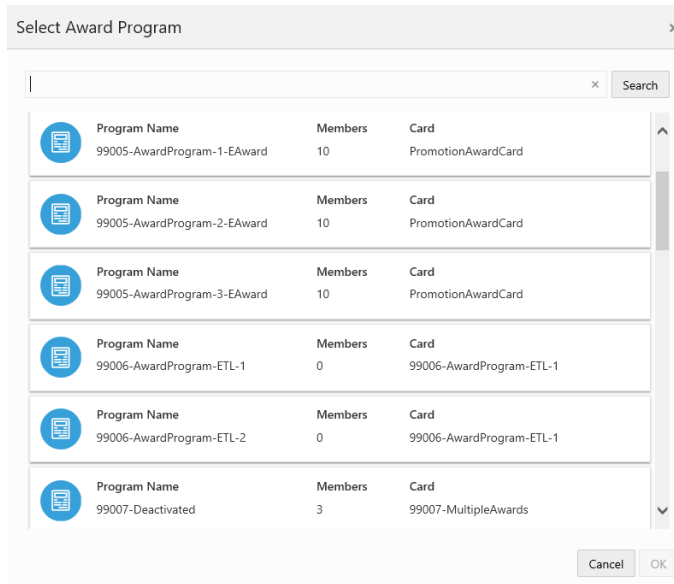 Select Award Program ×
× Search
Program Name Members Card
99005-AwardProgram-1-EAward 10 PromotionAwardCard
Program Name Members Card
99005-AwardProgram-2-EAward 10 PromotionAwardCard
Program Name Members Card
99005-AwardProgram-3-EAward 10 PromotionAwardCard
Program Name Members Card
99006-AwardProgram-ETL-1 0 99006-AwardProgram-ETL-1
Program Name Members Card
99006-AwardProgram-ETL-2 0 99006-AwardProgram-ETL-1
Program Name Members Card
99007-Deactivated 3 99007-MultipleAwards
Cancel OK